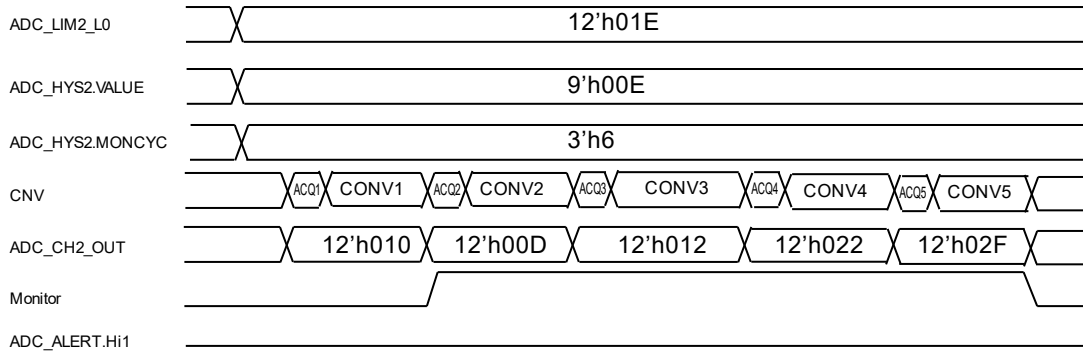 ADC_LIM2_L0 12'h01E
ADC_HYS2.VALUE 9'h00E
ADC_HYS2.MONCYC 3'h6
CNV ACQ1 CONV1 ACQ2 CONV2 ACQ3 CONV3 ACQ4 CONV4 ACQ5 CONV5
ADC_CH2_OUT 12'h010 12'h00D 12'h012 12'h022 12'h02F
Monitor
ADC_ALERT.Hi1